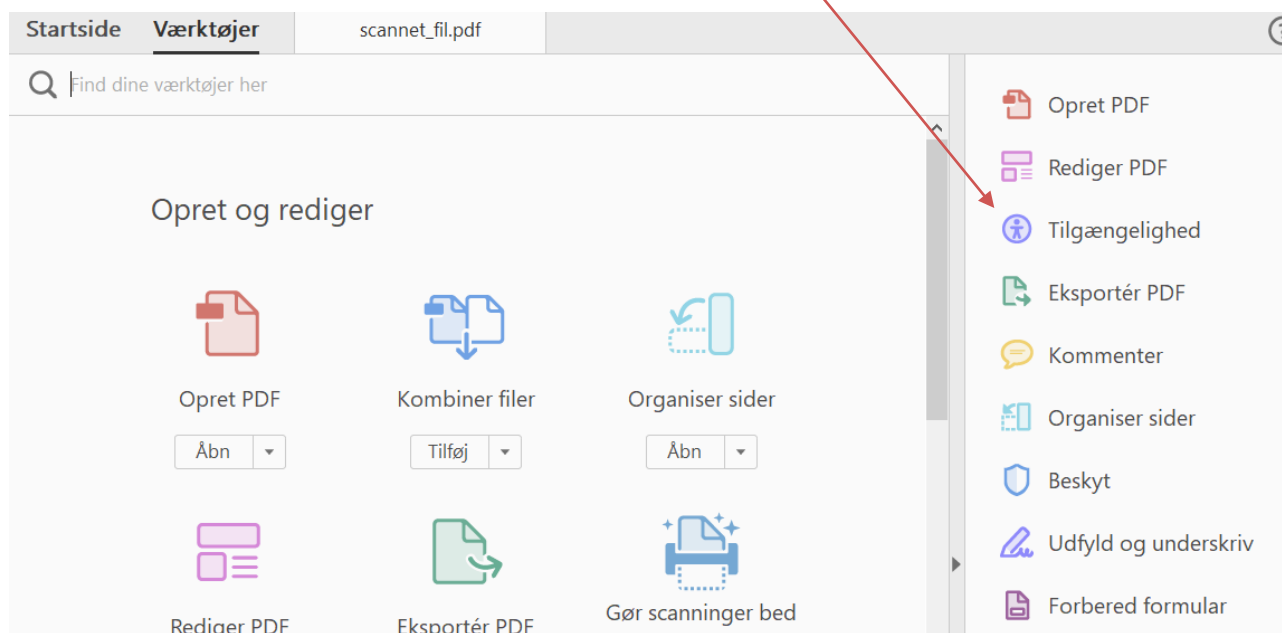 Startside Værktøjer scannet_fil.pdf
Find dine værktøjer her
Opret og rediger
Opret PDF Kombiner filer Organiser sider
Åbn Tilføj Åbn
Rediger PDF Eksportér PDF Gør scanninger bed
Opret PDF
Rediger PDF
Tilgængelighed
Eksportér PDF
Kommenter
Organiser sider
Beskyt
Udfyld og underskriv
Forbered formular